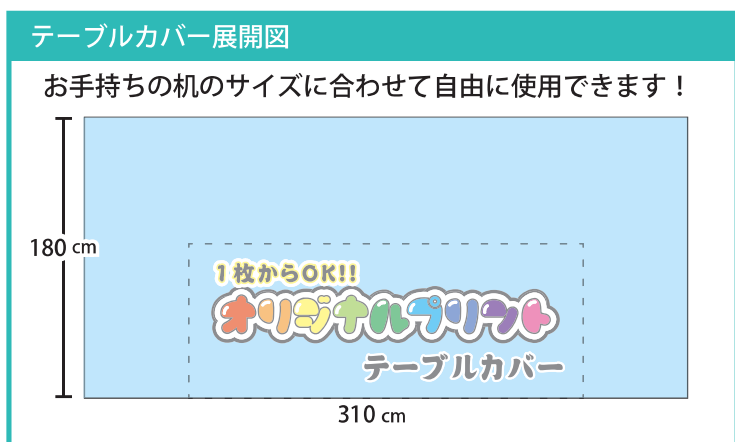 テーブルカバー展開図
お手持ちの机のサイズに合わせて自由に使用できます！
180 cm
1枚からOK!!
オリジナルプリント
テーブルカバー
310 cm